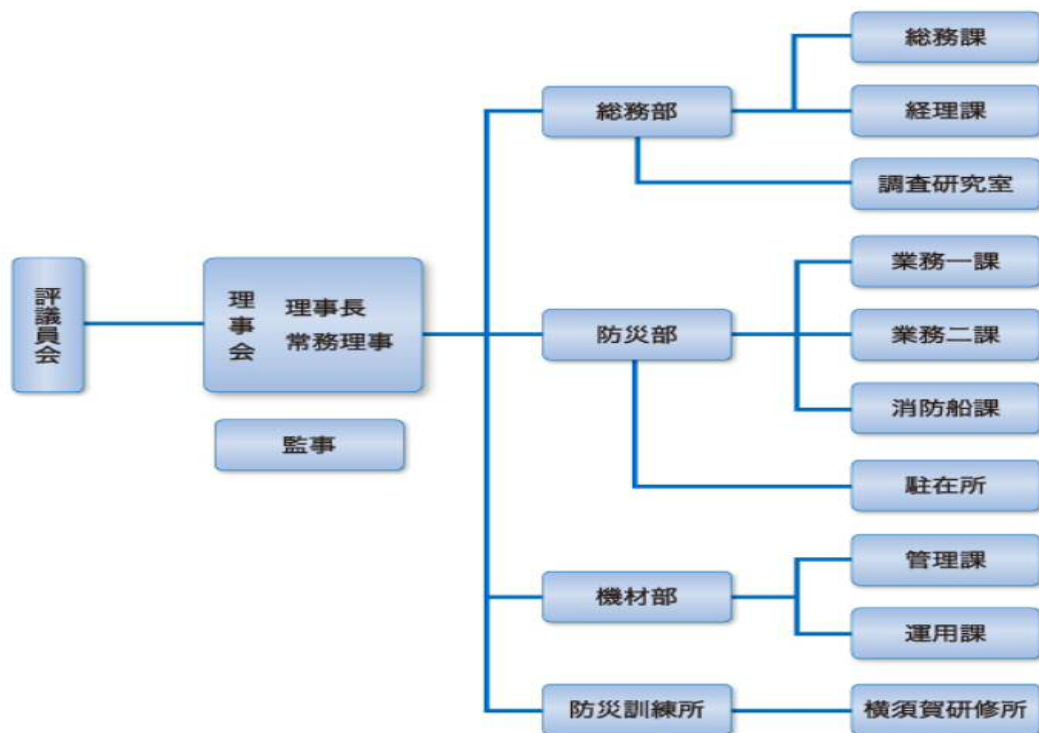 評議員会
理事会
理事長
常務理事
監事
総務部
総務課
経理課
調査研究室
防災部
業務一課
業務二課
消防船課
駐在所
機材部
管理課
運用課
防災訓練所
横須賀研修所